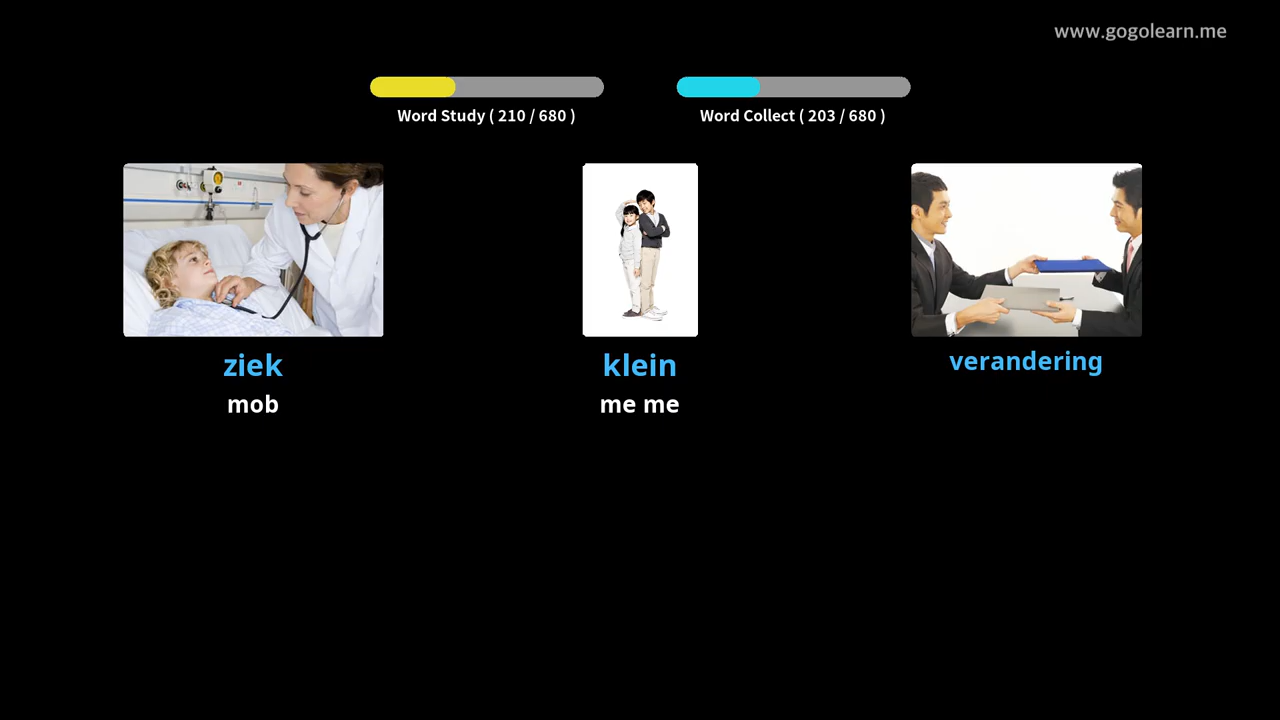 www.gogolearn.me
Word Study ( 210 / 680 )
Word Collect ( 203 / 680 )
ziek
mob
klein
me me
verandering